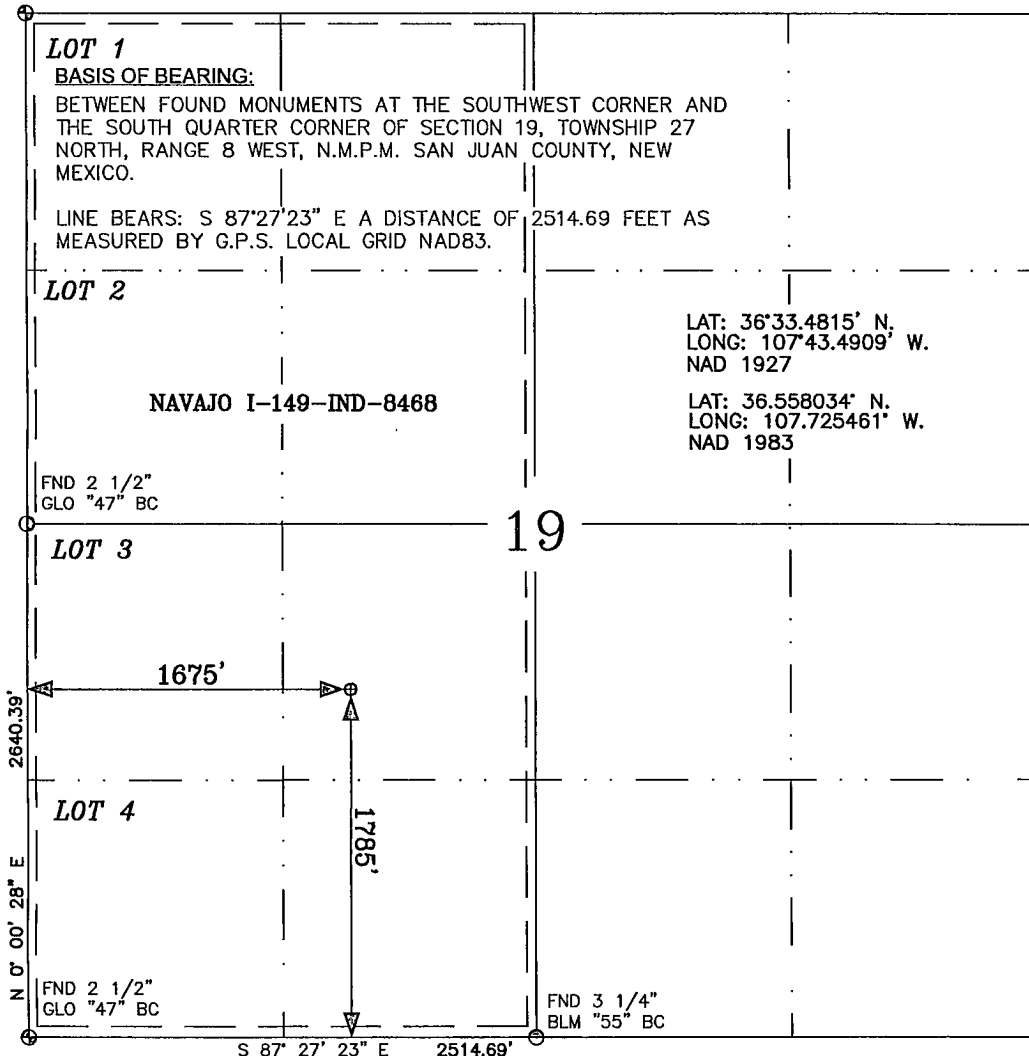 LOT 1
BASIS OF BEARING:
BETWEEN FOUND MONUMENTS AT THE SOUTHWEST CORNER AND
THE SOUTH QUARTER CORNER OF SECTION 19, TOWNSHIP 27
NORTH, RANGE 8 WEST, N.M.P.M. SAN JUAN COUNTY, NEW
MEXICO.
LINE BEARS: S 87°27'23" E A DISTANCE OF 2514.69 FEET AS
MEASURED BY G.P.S. LOCAL GRID NAD83.
LOT 2
LAT: 36°33.4815' N.
LONG: 107°43.4909' W.
NAD 1927
LAT: 36.558034° N.
LONG: 107.725461° W.
NAD 1983
NAVAJO I-149-IND-8468
FND 2 1/2"
GLO "47" BC
19
LOT 3
1675'
2640.39'
LOT 4
1785'
N 0° 00' 28" E
FND 2 1/2"
GLO "47" BC
FND 3 1/4"
BLM "55" BC
S 87° 27' 23" E 2514.69'